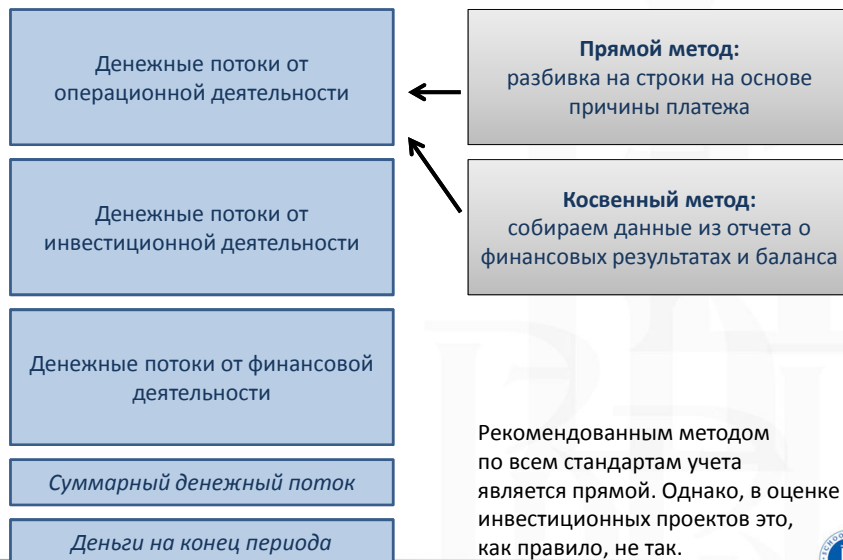 Денежные потоки от
операционной деятельности
Прямой метод:
разбивка на строки на основе
причины платежа
Денежные потоки от
инвестиционной деятельности
Косвенный метод:
собираем данные из отчета о
финансовых результатах и баланса
Денежные потоки от финансовой
деятельности
Суммарный денежный поток
Деньги на конец периода
Рекомендованным методом
по всем стандартам учета
является прямой. Однако, в оценке
инвестиционных проектов это,
как правило, не так.